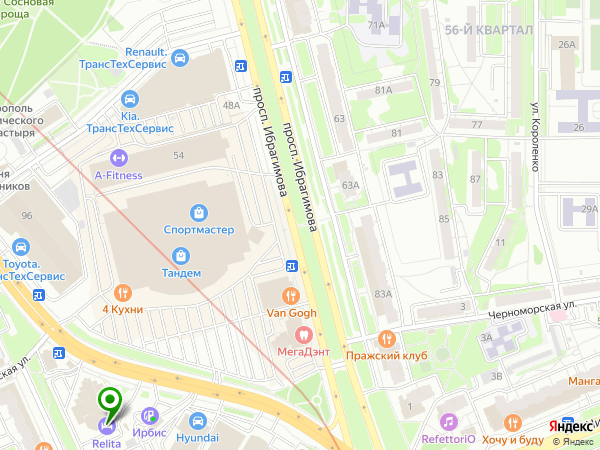 Сосновая
роща
56-Й КВАРТАЛ
71А
26А
Renault.
ТрансТехСервис
79
81А
48А
ул. Короленко
Kia.
ТрансТехСервис
63
81
77
26
просп. Ибрагимова
просп. Ибрагимова
54
A-Fitness
83
87
63А
96
85
29А
11
Спортмастер
Toyota.
Тандем
4 Кухни
Van Gogh
83А
3
Черноморская ул.
3А
МегаДэнт
Пражский клуб
3В
1
Манга
Relita
Ирбис
Hyundai
RefettoriO
Хочу и буду
Яндекс
Яндекс